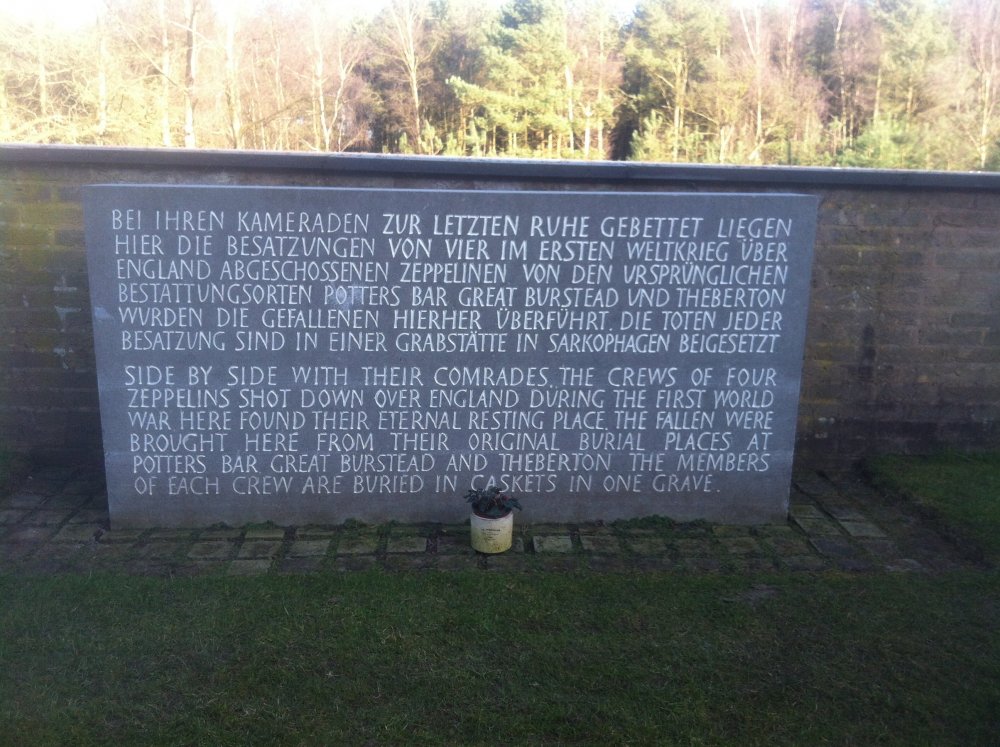 BEI IHREN KAMERADEN ZUR LETZTEN RUHE GEBETTET LIEGEN
HIER DIE BESATZUNGEN VON VIER IM ERSTEN WELTKRIEG ÜBER
ENGLAND ABGESCHOSSENEN ZEPPELINEN. VON DEN URSPRÜNGLICHEN
BESTATTUNGSORTEN POTTERS BAR GREAT BURSTEAD UND THEBERTON
WURDEN DIE GEFALLENEN HIERHER ÜBERFÜHRT. DIE TOTEN JEDER
BESATZUNG SIND IN EINER GRABSTÄTTE IN SARKOPHAGEN BEIGESETZT
SIDE BY SIDE WITH THEIR COMRADES. THE CREWS OF FOUR
ZEPPELINS SHOT DOWN OVER ENGLAND DURING THE FIRST WORLD
WAR HERE FOUND THEIR ETERNAL RESTING PLACE. THE FALLEN WERE
BROUGHT HERE FROM THEIR ORIGINAL BURIAL PLACES AT
POTTERS BAR GREAT BURSTEAD AND THEBERTON. THE MEMBERS
OF EACH CREW ARE BURIED IN CASKETS IN ONE GRAVE.